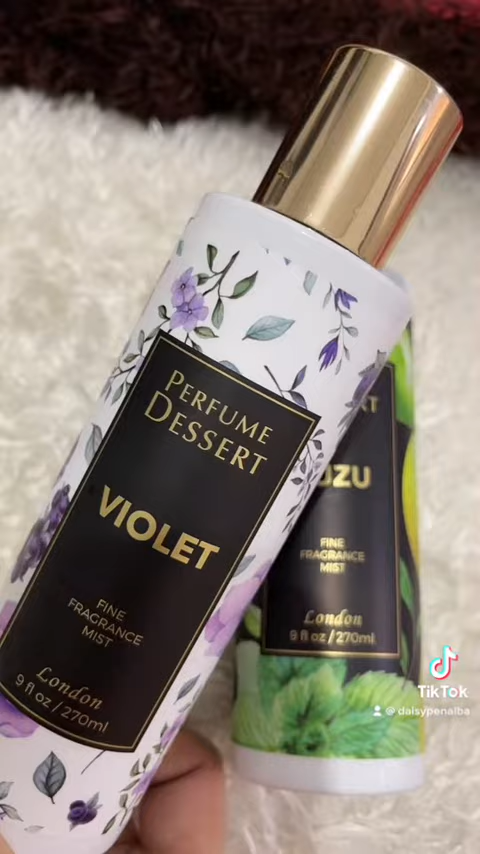 PERFUME
DESSERT
VIOLET
FINE
FRAGRANCE
MIST
London
9 fl oz / 270ml
FINE
FRAGRANCE
MIST
London
9 fl oz / 270ml
TikTok
@ daisypenalba